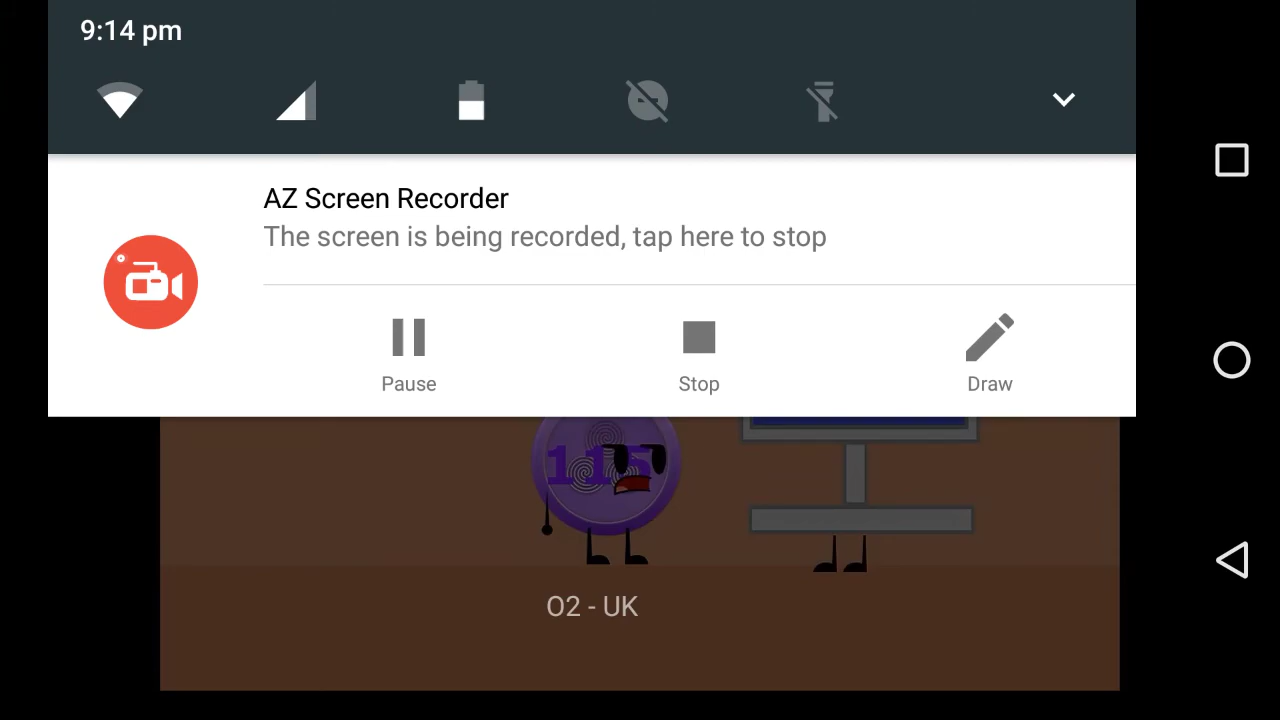 9:14 pm
AZ Screen Recorder
The screen is being recorded, tap here to stop
Pause
Stop
Draw
115
O2 - UK